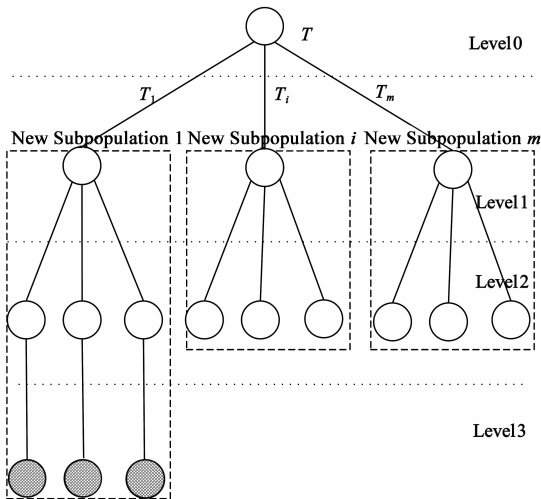 T
Level0
T1
Ti
Tm
New Subpopulation 1
New Subpopulation i
New Subpopulation m
Level1
Level2
Level3